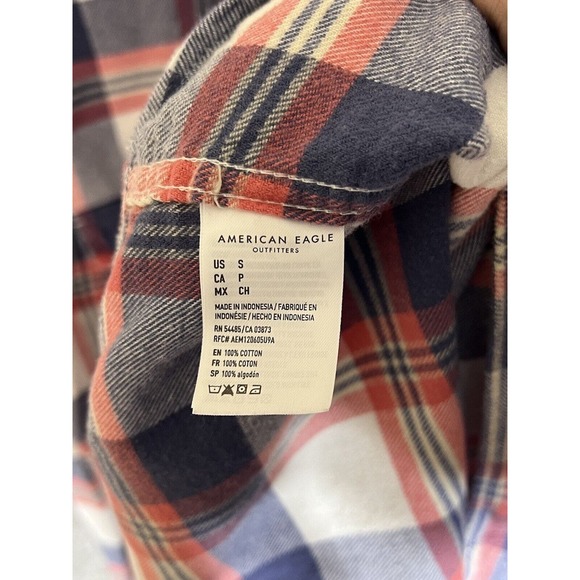 AMERICAN EAGLE
OUTFITTERS
US S
CA P
MX CH
MADE IN INDONESIA / FABRIQUÉ EN
INDONÉSIE / HECHO EN INDONESIA
RN 54485/CA 03873
RFC# AEM120605U9A
EN 100% COTTON
FR 100% COTON
SP 100% algodón